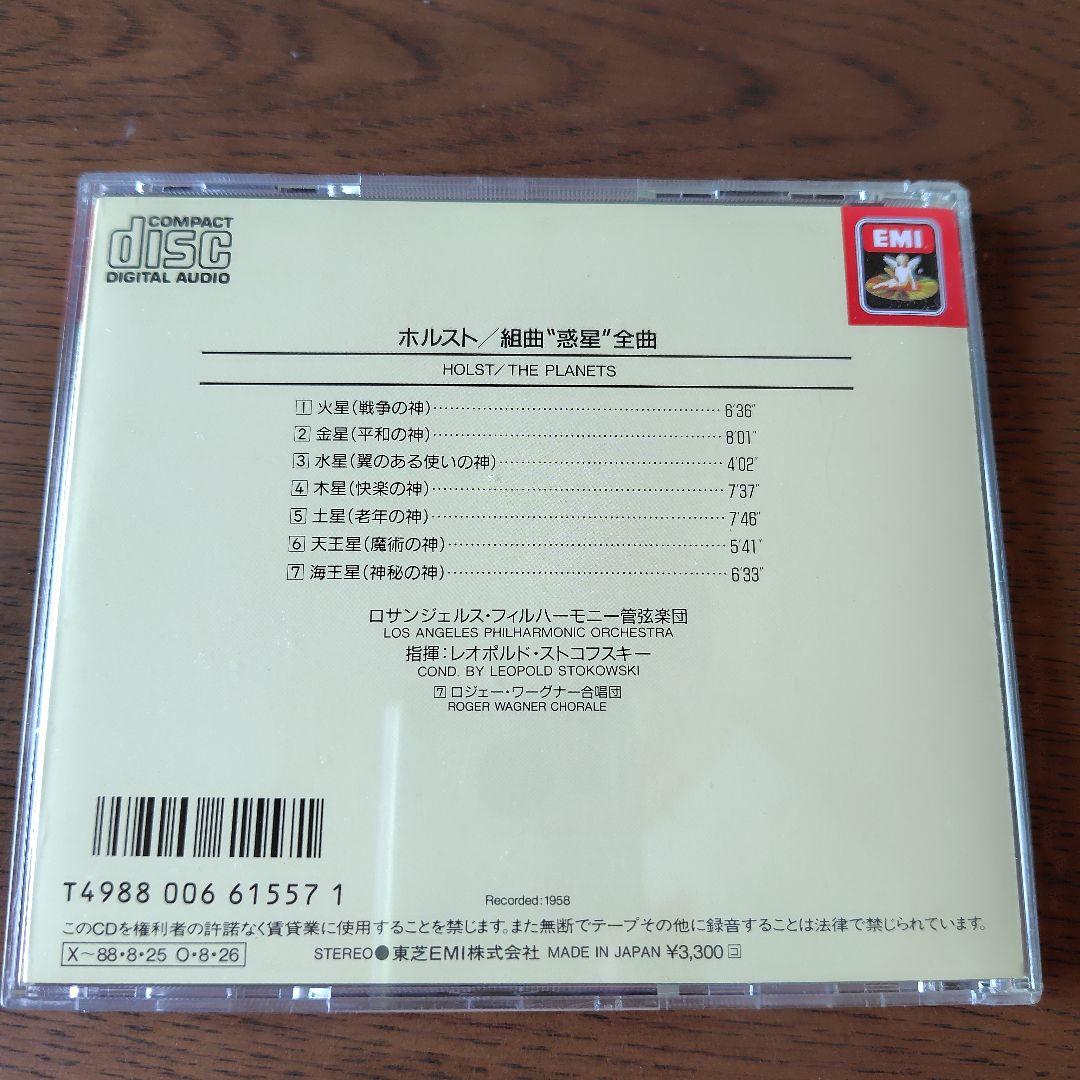 COMPACT
disc
DIGITAL AUDIO
EMI
ホルスト/組曲“惑星”全曲
HOLST/THE PLANETS
1 火星(戦争の神)…… 6'36"
2 金星(平和の神)…… 8'01"
3 水星(翼のある使いの神)…… 4'02"
4 木星(快楽の神)…… 7'37"
5 土星(老年の神)…… 7'46"
6 天王星(魔術の神)…… 5'41"
7 海王星(神秘の神)…… 6'33"
ロサンジェルス・フィルハーモニー管弦楽団
LOS ANGELES PHILHARMONIC ORCHESTRA
指揮:レオポルド・ストコフスキー
COND. BY LEOPOLD STOKOWSKI
7 ロジェー・ワーグナー合唱団
ROGER WAGNER CHORALE
T4988 006 61557 1
Recorded:1958
このCDを権利者の許諾なく賃貸業に使用することを禁じます。また無断でテープその他に録音することは法律で禁じられています。
X〜88・8・25 O・8・26 STEREO●東芝EMI株式会社 MADE IN JAPAN ¥3,300 コ